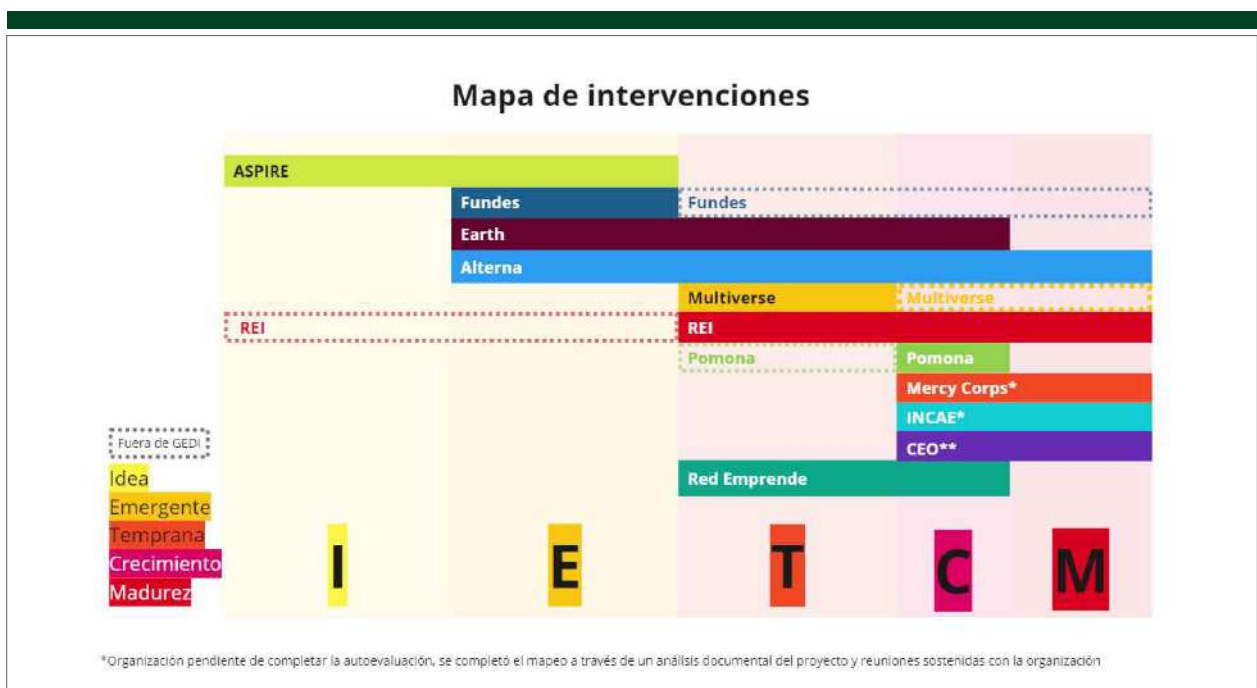 Mapa de intervenciones
ASPIRE
Fundes Fundes
Earth
Alterna
Multiverse Multiverse
REI REI
Pomona Pomona
Mercy Corps*
INCAE*
CEO**
Red Emprende
Fuera de GEDI
Idea
Emergente
Temprana
Crecimiento
Madurez
I E T C M
*Organización pendiente de completar la autoevaluación, se completó el mapeo a través de un análisis documental del proyecto y reuniones sostenidas con la organización